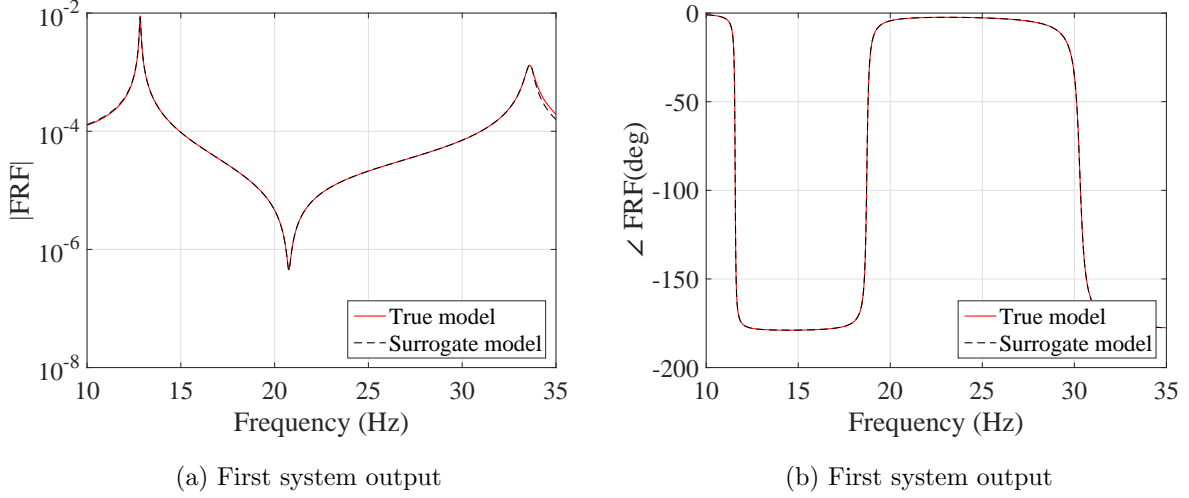 10^-2
10^-4
10^-6
10^-8
|FRF|
10 15 20 25 30 35
Frequency (Hz)
True model
Surrogate model
(a) First system output
0
-50
-100
-150
-200
∠ FRF(deg)
10 15 20 25 30 35
Frequency (Hz)
True model
Surrogate model
(b) First system output